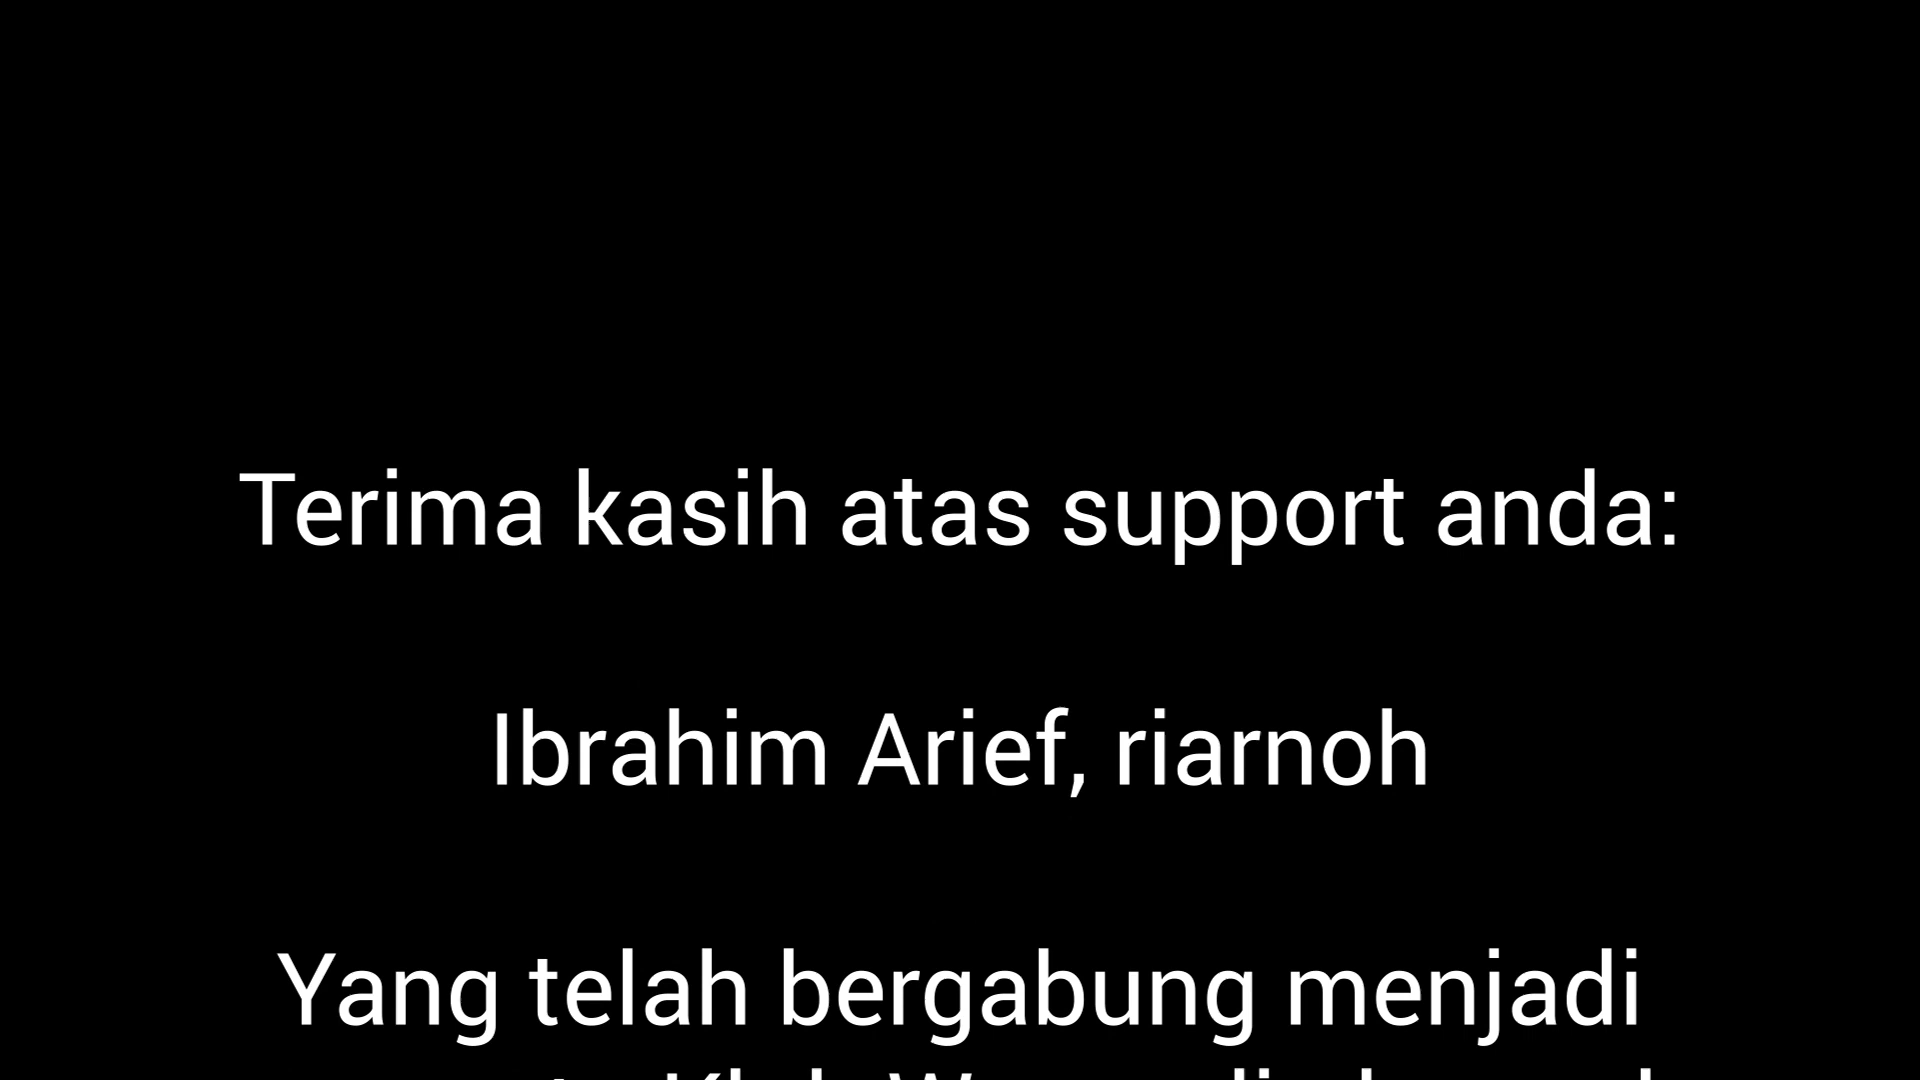 Terima kasih atas support anda:
Ibrahim Arief, riarnoh
Yang telah bergabung menjadi